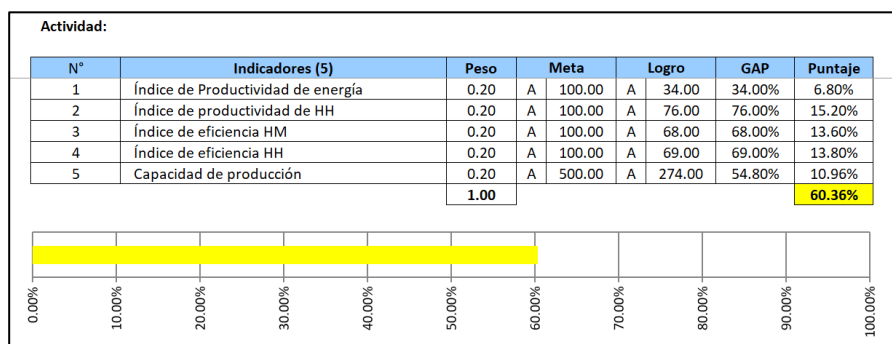 Actividad:
N° Indicadores (5) Peso Meta Logro GAP Puntaje
1 Índice de Productividad de energía 0.20 A 100.00 A 34.00 34.00% 6.80%
2 Índice de productividad de HH 0.20 A 100.00 A 76.00 76.00% 15.20%
3 Índice de eficiencia HM 0.20 A 100.00 A 68.00 68.00% 13.60%
4 Índice de eficiencia HH 0.20 A 100.00 A 69.00 69.00% 13.80%
5 Capacidad de producción 0.20 A 500.00 A 274.00 54.80% 10.96%
1.00 60.36%
0.00% 10.00% 20.00% 30.00% 40.00% 50.00% 60.00% 70.00% 80.00% 90.00% 100.00%